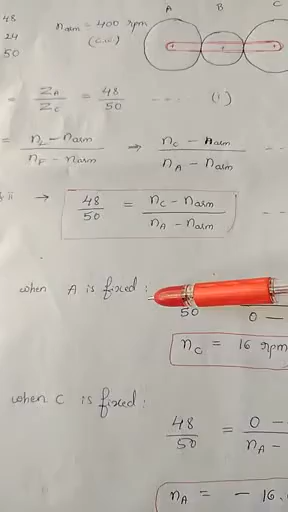 A B C
48
24
50
n_arm = 400 rpm
(c.w)
= Z_A / Z_C = 48 / 50 ..... (1)
= n_L - n_arm / n_F - n_arm → n_C - n_arm / n_A - n_arm
ii → 48 / 50 = n_C - n_arm / n_A - n_arm
when A is fixed:
50 0 -
n_C = 16 rpm
when C is fixed:
48 / 50 = 0 - / n_A -
n_A = - 16.